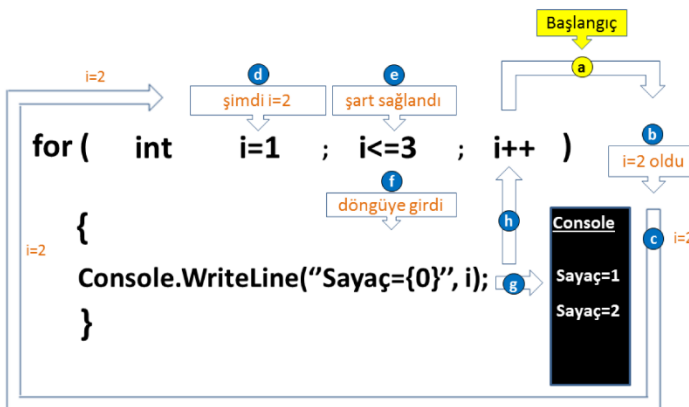 Başlangıç
a
i=2
d
e
şimdi i=2
şart sağlandı
b
for ( int i=1 ; i<=3 ; i++ )
i=2 oldu
f
döngüye girdi
h
{
Console
c
i=2
i=2
Console.WriteLine(‘‘Sayaç={0}’’, i);
g
Sayaç=1
Sayaç=2
}